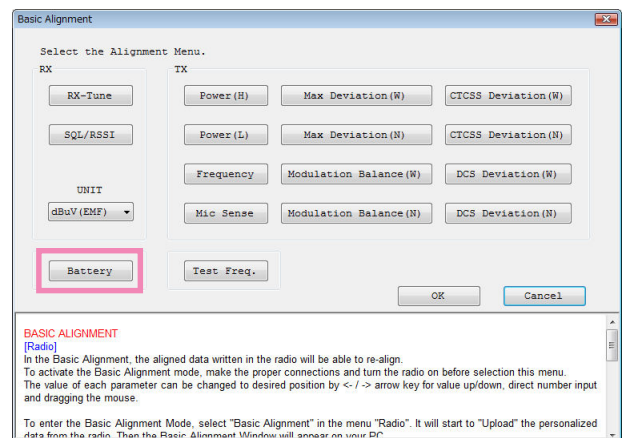 Basic Alignment
Select the Alignment Menu.
RX
TX
RX-Tune
Power(H)
Max Deviation(W)
CTCSS Deviation(W)
SQL/RSSI
Power(L)
Max Deviation(N)
CTCSS Deviation(N)
Frequency
Modulation Balance(W)
DCS Deviation(W)
UNIT
dBuV(EMF)
Mic Sense
Modulation Balance(N)
DCS Deviation(N)
Battery
Test Freq.
OK
Cancel
BASIC ALIGNMENT
[Radio]
In the Basic Alignment, the aligned data written in the radio will be able to re-align.
To activate the Basic Alignment mode, make the proper connections and turn the radio on before selection this menu.
The value of each parameter can be changed to desired position by <- / -> arrow key for value up/down, direct number input
and dragging the mouse.
To enter the Basic Alignment Mode, select "Basic Alignment" in the menu "Radio". It will start to "Upload" the personalized
data from the radio. Then the Basic Alignment Window will appear on your PC.